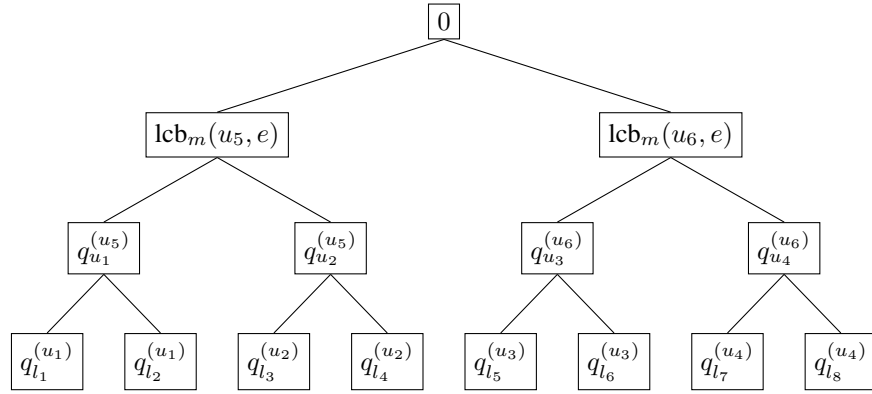 0
lcb_m(u_5, e) lcb_m(u_6, e)
q_{u_1}^{(u_5)} q_{u_2}^{(u_5)} q_{u_3}^{(u_6)} q_{u_4}^{(u_6)}
q_{l_1}^{(u_1)} q_{l_2}^{(u_1)} q_{l_3}^{(u_2)} q_{l_4}^{(u_2)} q_{l_5}^{(u_3)} q_{l_6}^{(u_3)} q_{l_7}^{(u_4)} q_{l_8}^{(u_4)}